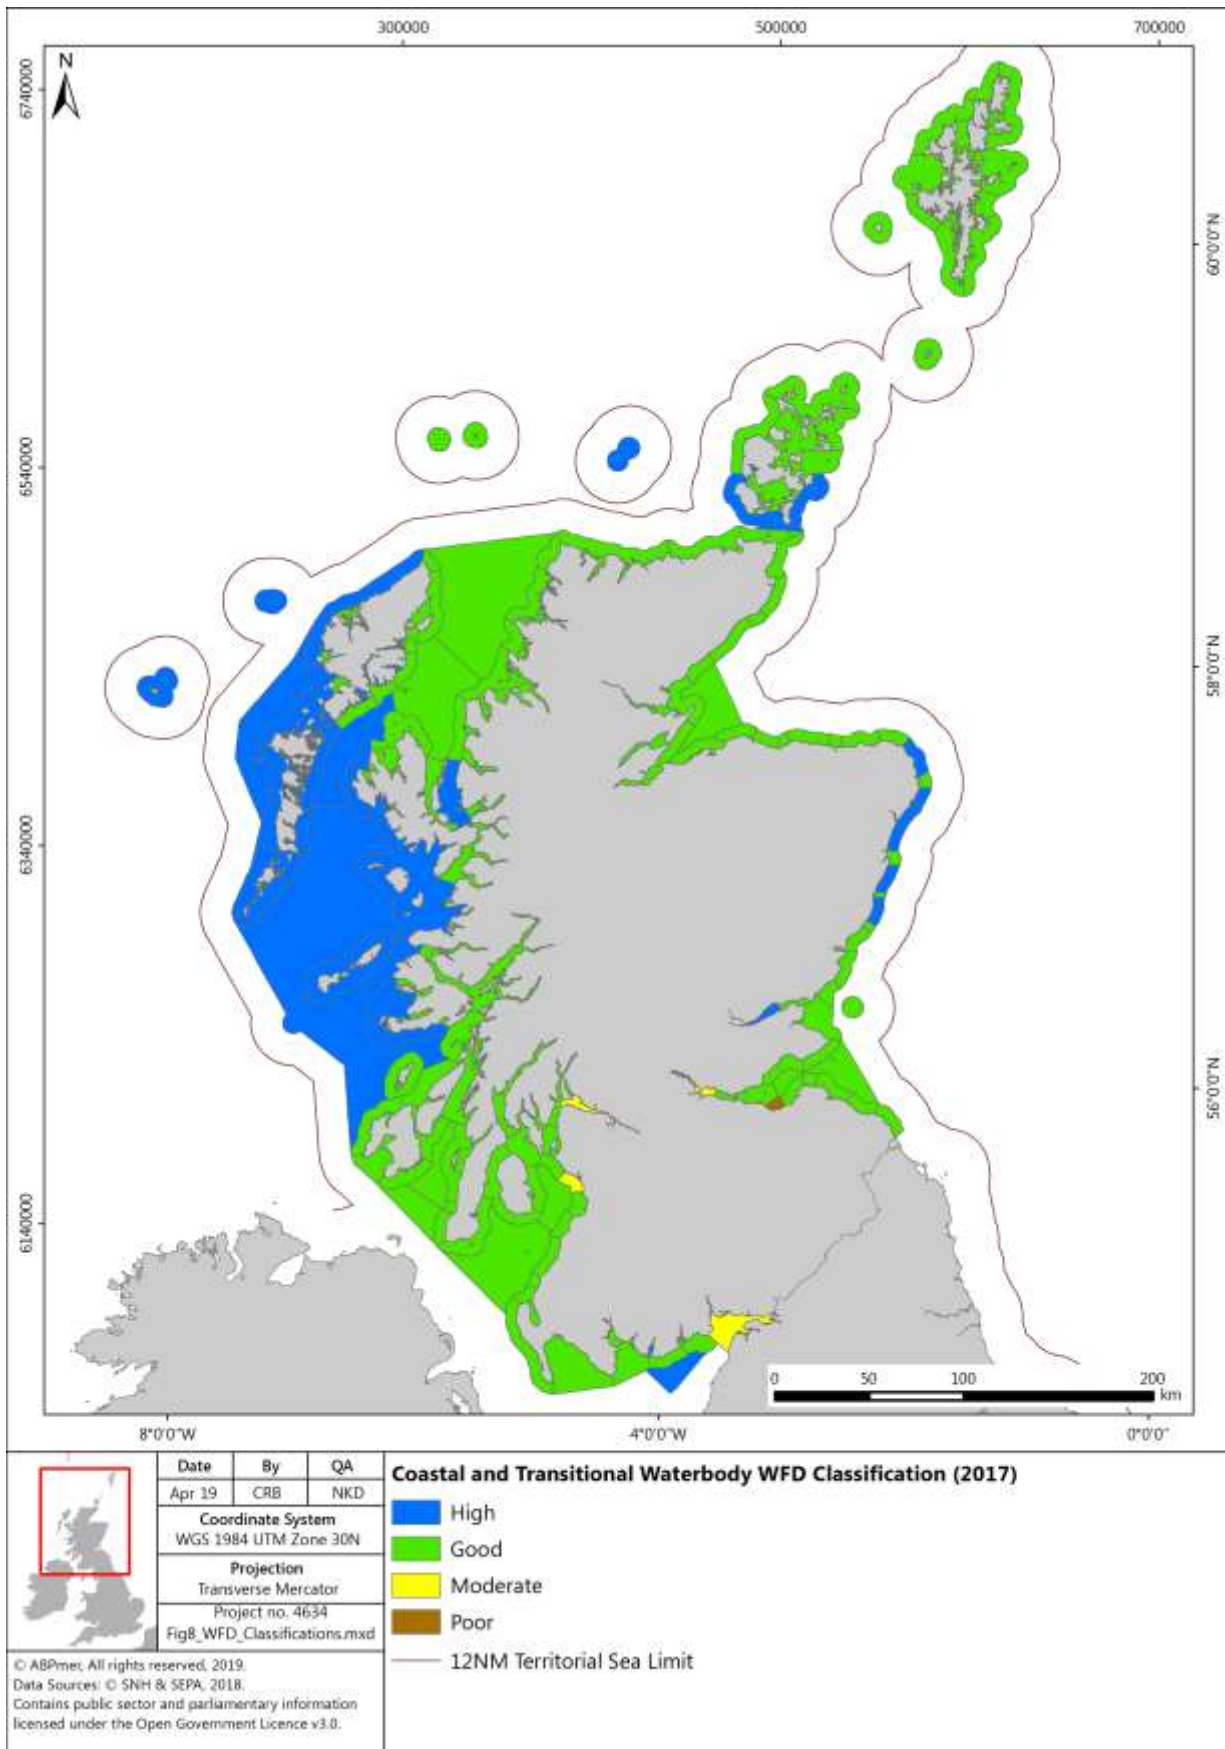 300000
500000
700000
N
6740000
60°0'0"N
6540000
58°0'0"N
6340000
56°0'0"N
6140000
0 50 100 200
km
8°0'0"W
4°0'0"W
0°0'0"
Date By QA
Apr 19 CRB NKD
Coordinate System
WGS 1984 UTM Zone 30N
Projection
Transverse Mercator
Project no. 4634
Fig8_WFD_Classifications.mxd
© ABPmer, All rights reserved, 2019.
Data Sources: © SNH & SEPA, 2018.
Contains public sector and parliamentary information
licensed under the Open Government Licence v3.0.
Coastal and Transitional Waterbody WFD Classification (2017)
High
Good
Moderate
Poor
12NM Territorial Sea Limit